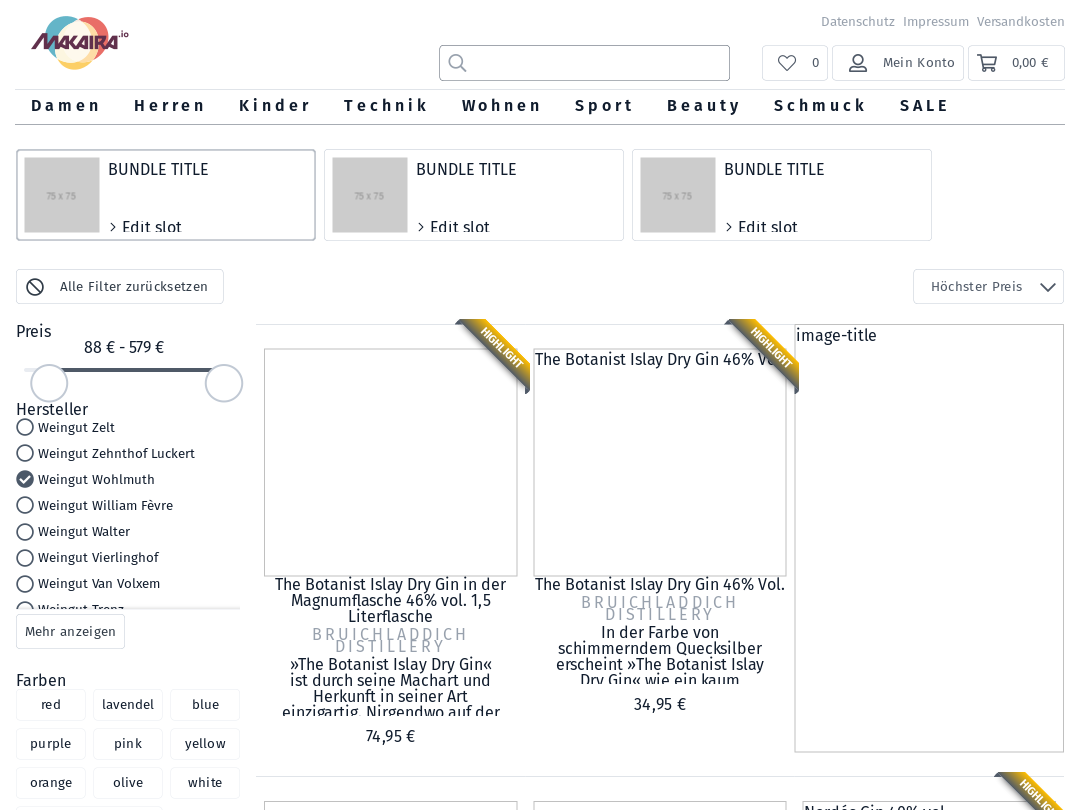 Datenschutz Impressum Versandkosten
MAKAIRA.io
0
Mein Konto
0,00 €
Damen Herren Kinder Technik Wohnen Sport Beauty Schmuck SALE
75 x 75
BUNDLE TITLE
Edit slot
75 x 75
BUNDLE TITLE
Edit slot
75 x 75
BUNDLE TITLE
Edit slot
Alle Filter zurücksetzen
Höchster Preis
Preis
88 € - 579 €
Hersteller
Weingut Zelt
Weingut Zehnthof Luckert
Weingut Wohlmuth
Weingut William Fèvre
Weingut Walter
Weingut Vierlinghof
Weingut Van Volxem
Weingut Trenz
Mehr anzeigen
Farben
red lavendel blue
purple pink yellow
orange olive white
HIGHLIGHT
The Botanist Islay Dry Gin in der
Magnumflasche 46% vol. 1,5
Literflasche
BRUICHLADDICH
DISTILLERY
»The Botanist Islay Dry Gin«
ist durch seine Machart und
Herkunft in seiner Art
einzigartig. Nirgendwo auf der
74,95 €
HIGHLIGHT
The Botanist Islay Dry Gin 46%
The Botanist Islay Dry Gin 46% Vol.
BRUICHLADDICH
DISTILLERY
In der Farbe von
schimmerndem Quecksilber
erscheint »The Botanist Islay
Dry Gin« wie ein kaum
34,95 €
image-title
HIGHLIGHT
Nordés Gin 40% vol